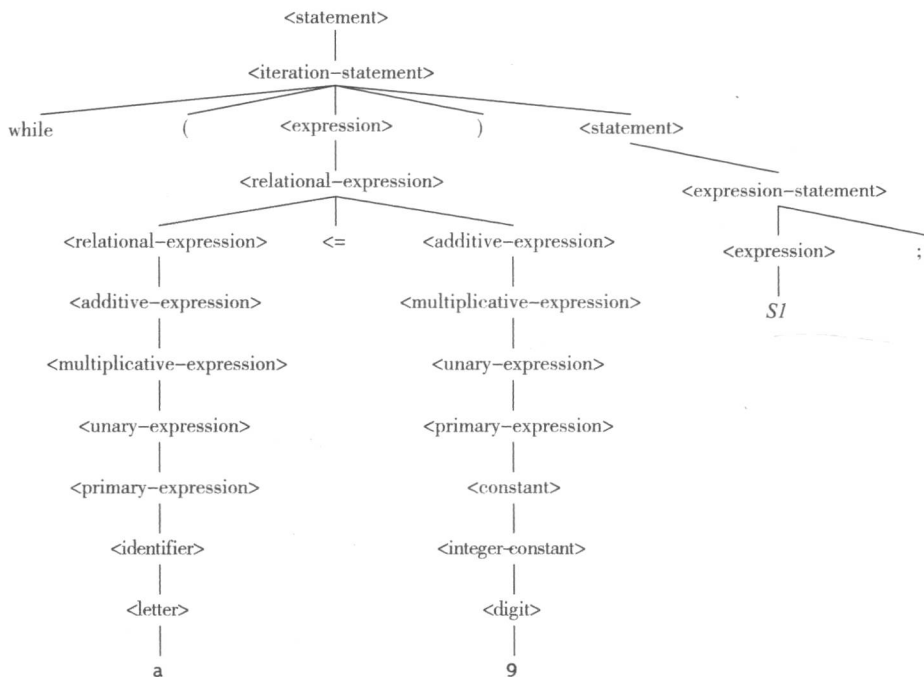 <statement>
<iteration–statement>
while ( <expression> ) <statement>
<relational–expression> <expression–statement>
<relational–expression> <= <additive–expression> <expression> ;
<additive–expression> <multiplicative–expression> S1
<multiplicative–expression> <unary–expression>
<unary–expression> <primary–expression>
<primary–expression> <constant>
<identifier> <integer-constant>
<letter> <digit>
a 9